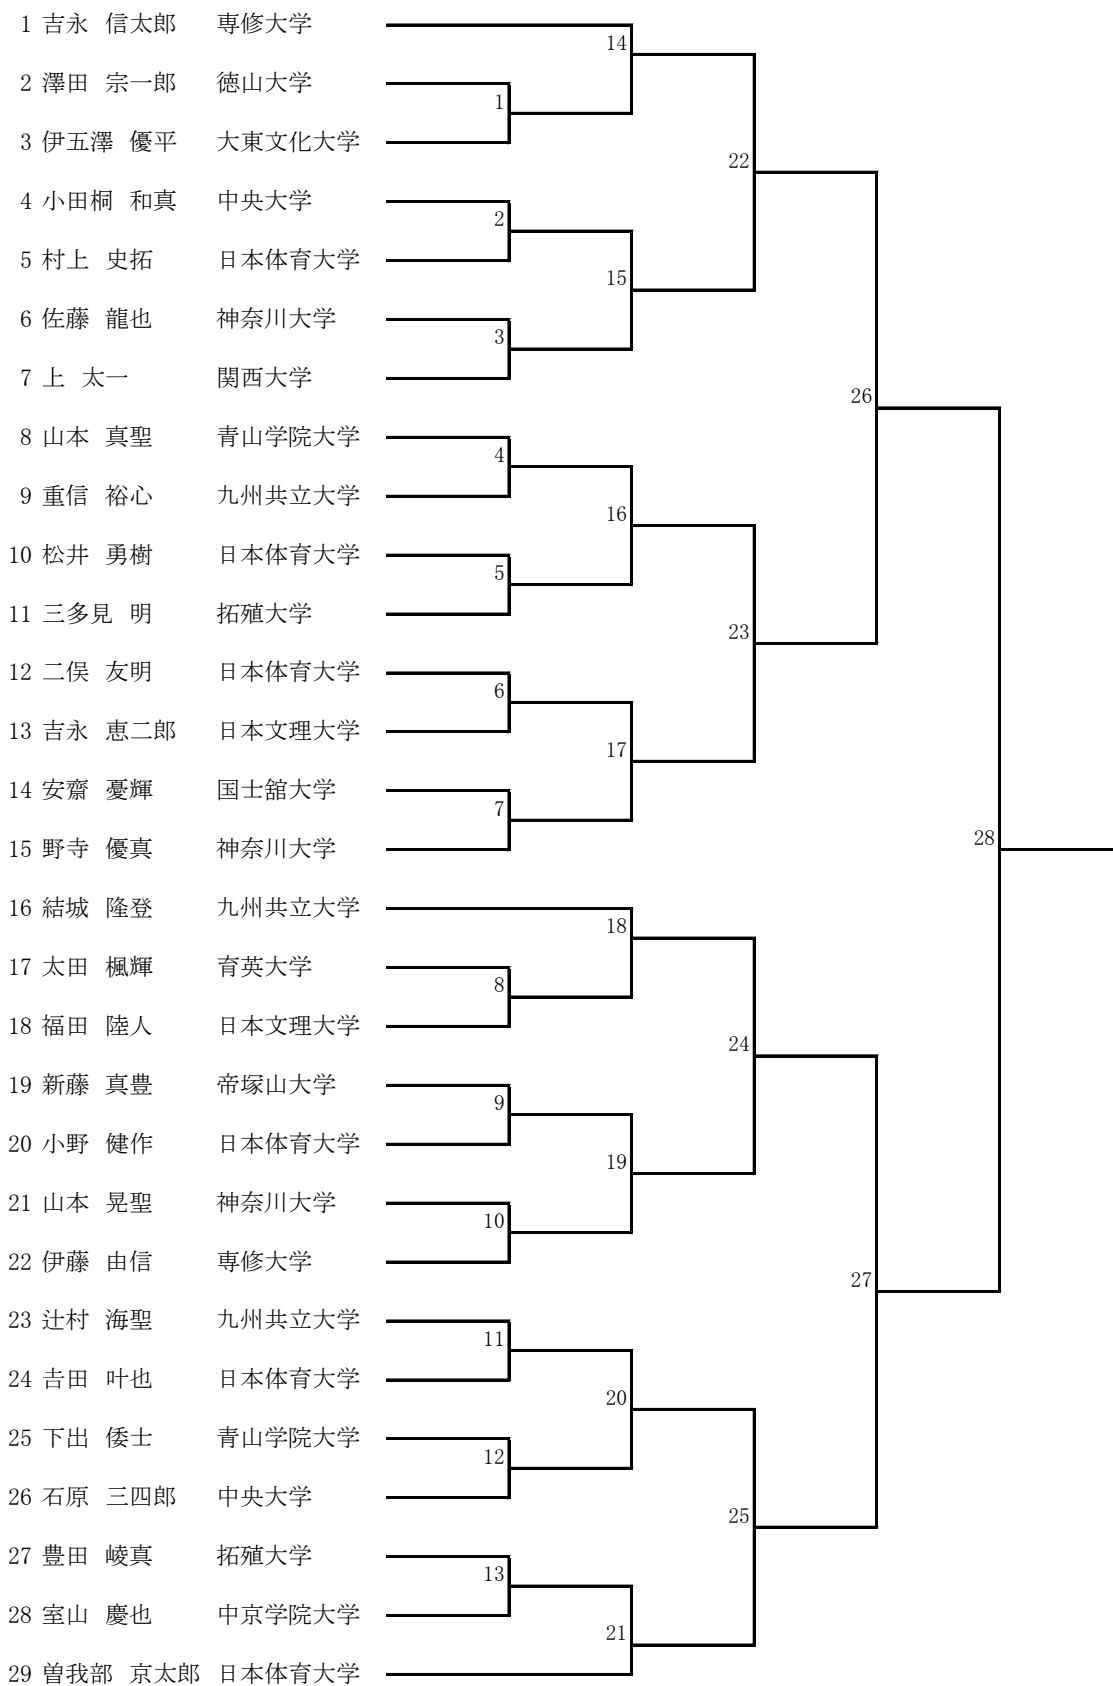 1 吉永 信太郎 専修大学
14
2 澤田 宗一郎 徳山大学
1
3 伊五澤 優平 大東文化大学
22
4 小田桐 和真 中央大学
2
5 村上 史拓 日本体育大学
15
6 佐藤 龍也 神奈川大学
3
7 上 太一 関西大学
26
8 山本 真聖 青山学院大学
4
9 重信 裕心 九州共立大学
16
10 松井 勇樹 日本体育大学
5
11 三多見 明 拓殖大学
23
12 二俣 友明 日本体育大学
6
13 吉永 恵二郎 日本文理大学
17
14 安齋 憂輝 国士舘大学
7
15 野寺 優真 神奈川大学
28
16 結城 隆登 九州共立大学
18
17 太田 楓輝 育英大学
8
18 福田 陸人 日本文理大学
24
19 新藤 真豊 帝塚山大学
9
20 小野 健作 日本体育大学
19
21 山本 晃聖 神奈川大学
10
22 伊藤 由信 専修大学
27
23 辻村 海聖 九州共立大学
11
24 𠮷田 叶也 日本体育大学
20
25 下出 倭士 青山学院大学
12
26 石原 三四郎 中央大学
25
27 豊田 崚真 拓殖大学
13
28 室山 慶也 中京学院大学
21
29 曽我部 京太郎 日本体育大学